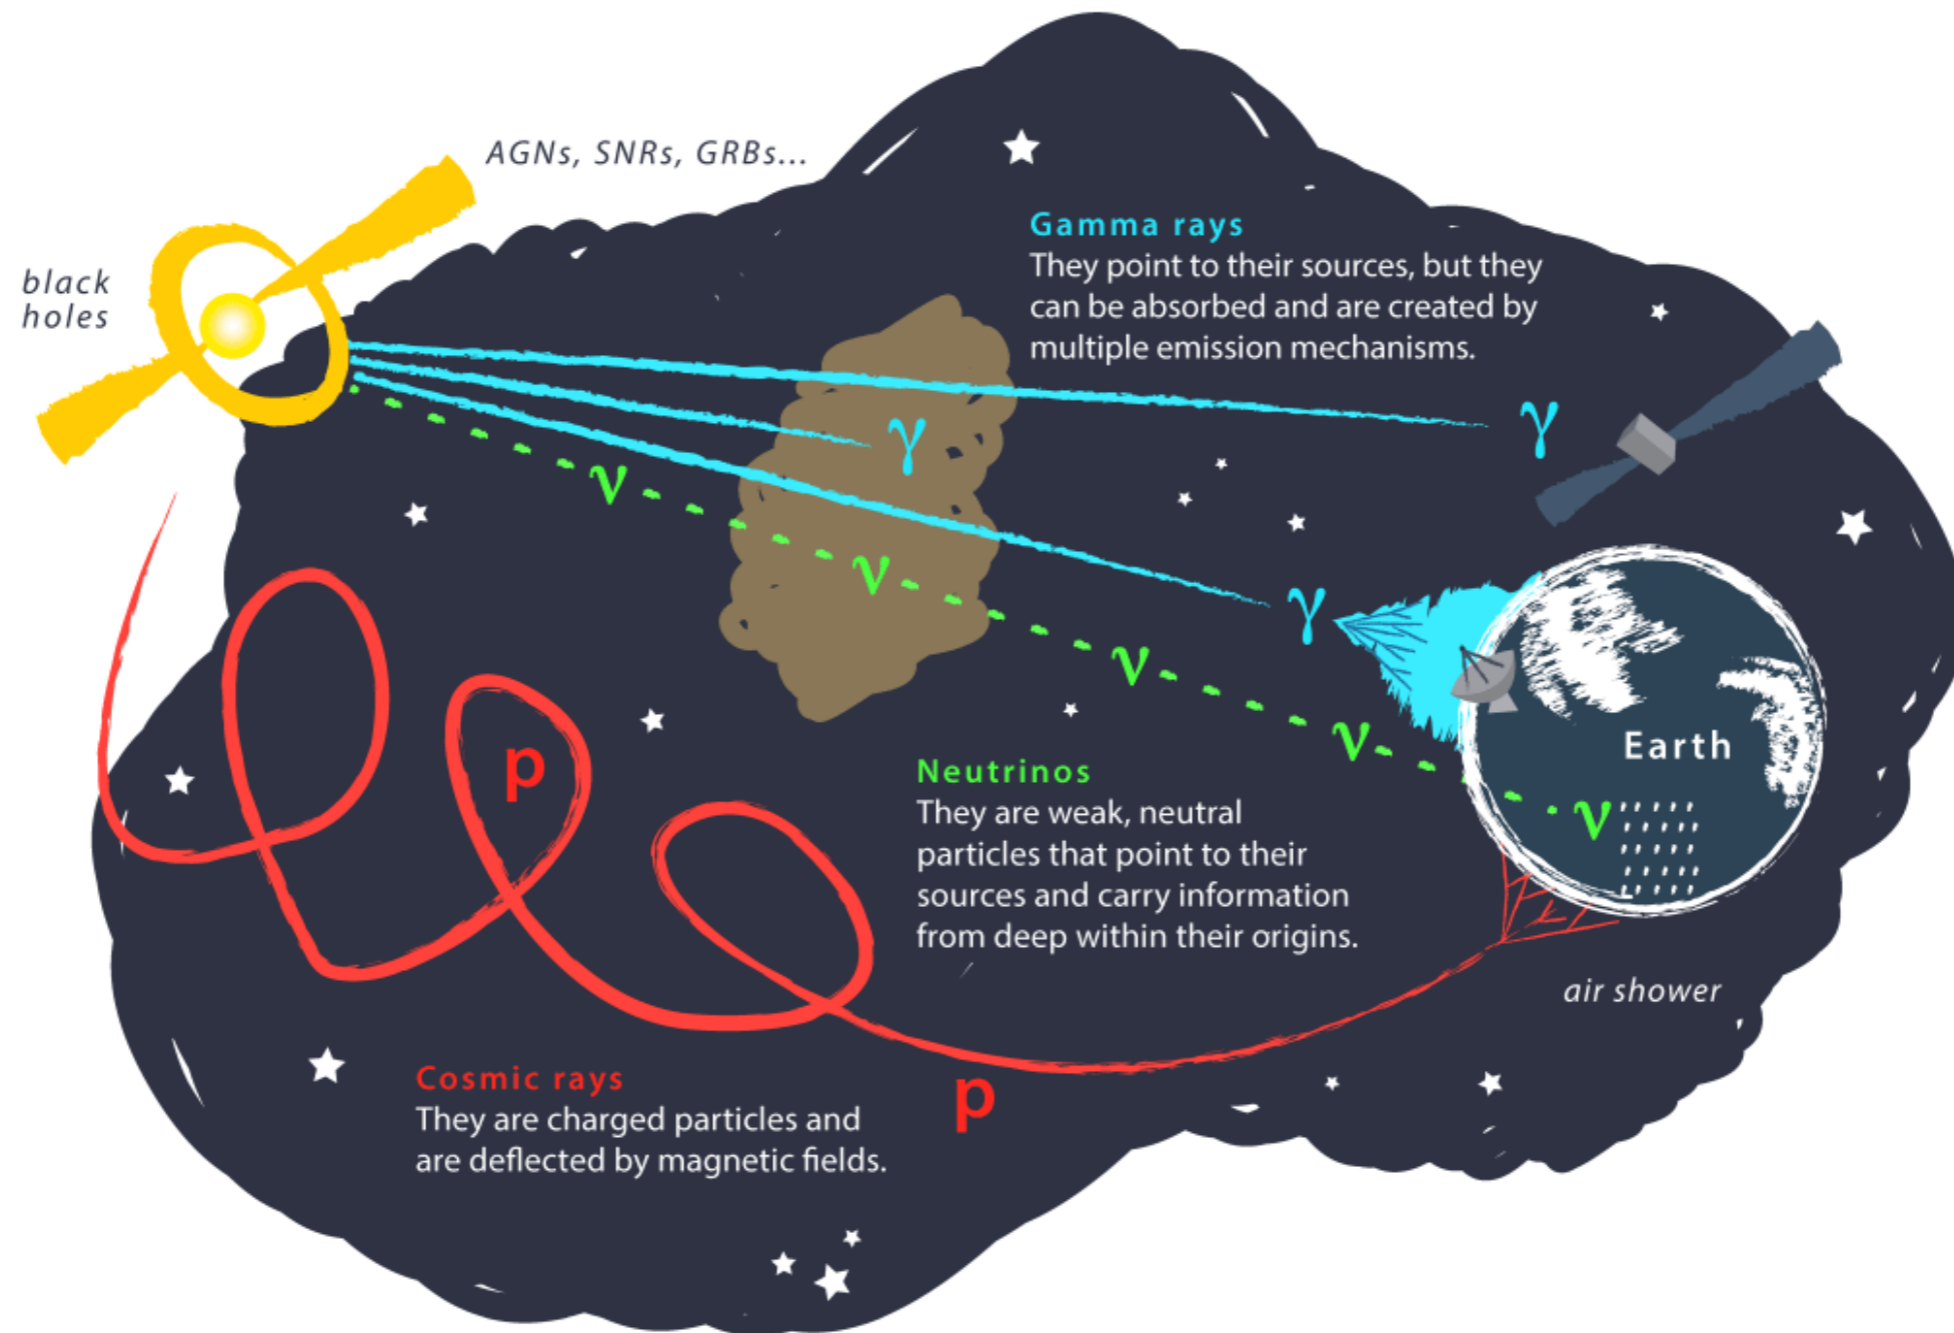 AGNs, SNRs, GRBs...
black
holes
Gamma rays
They point to their sources, but they
can be absorbed and are created by
multiple emission mechanisms.
γ
γ
ν
ν
γ
ν
ν
Earth
ν
p
Neutrinos
They are weak, neutral
particles that point to their
sources and carry information
from deep within their origins.
air shower
Cosmic rays
They are charged particles and
are deflected by magnetic fields.
p